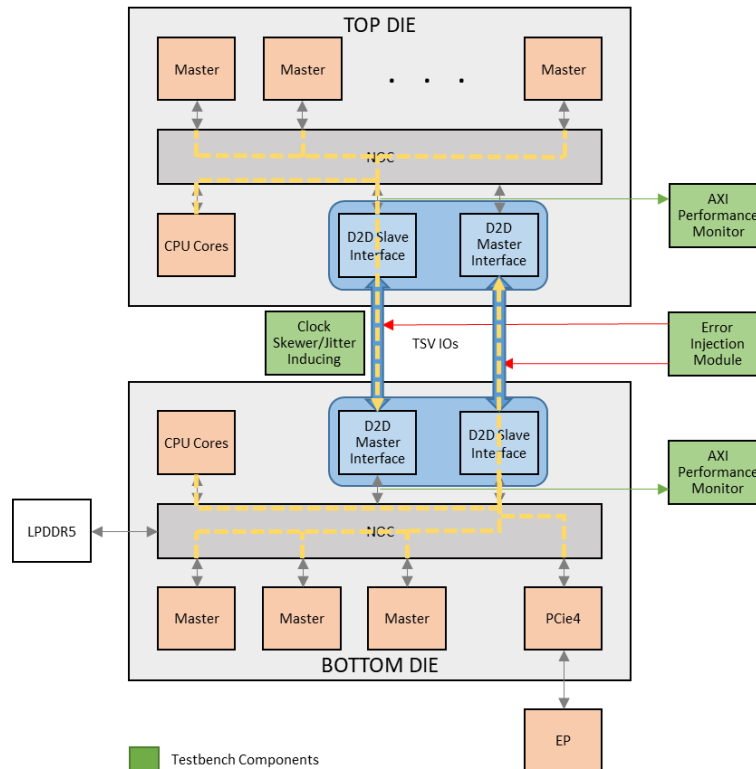 TOP DIE
Master
Master
. . .
Master
NOC
CPU Cores
D2D Slave
Interface
D2D
Master
Interface
AXI
Performance
Monitor
Clock
Skewer/Jitter
Inducing
TSV IOs
Error
Injection
Module
CPU Cores
D2D
Master
Interface
D2D Slave
Interface
AXI
Performance
Monitor
LPDDR5
NOC
Master
Master
Master
PCie4
BOTTOM DIE
EP
Testbench Components